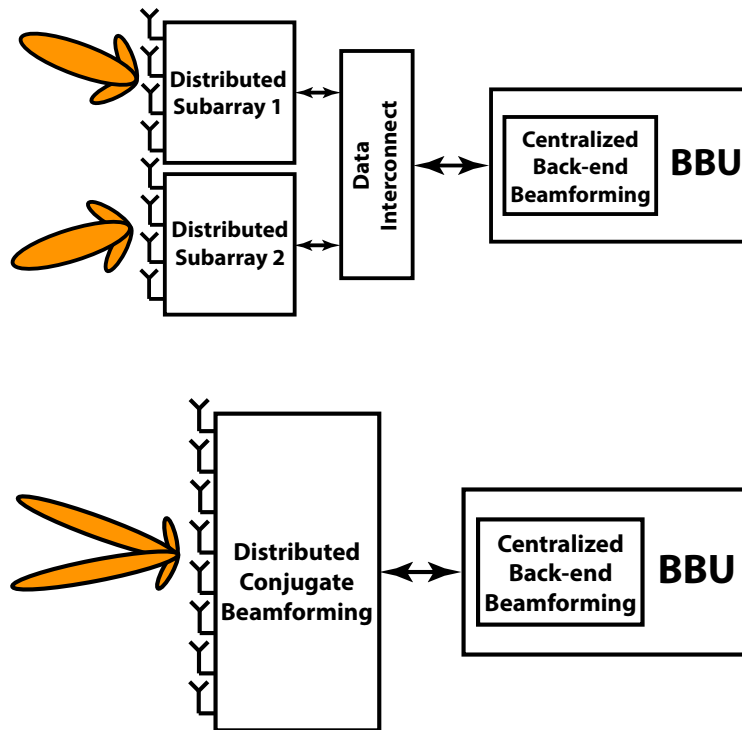 Distributed
Subarray 1
Data
Interconnect
Centralized
Back-end
Beamforming
BBU
Distributed
Subarray 2
Distributed
Conjugate
Beamforming
Centralized
Back-end
Beamforming
BBU